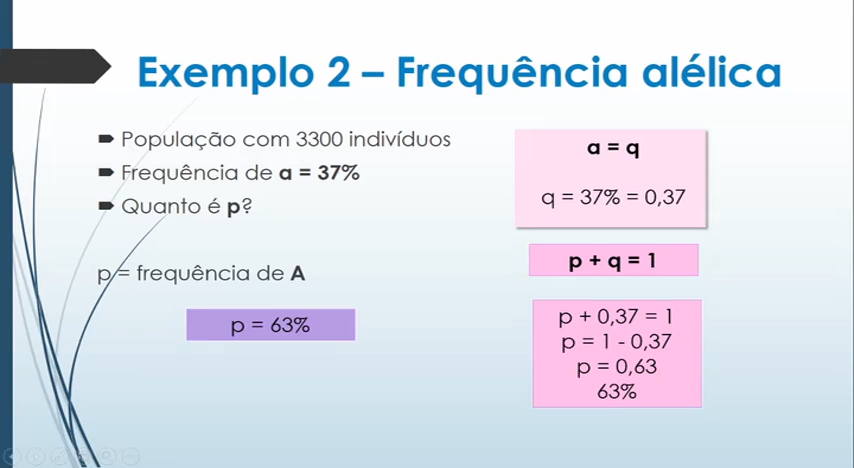 Exemplo 2 – Frequência alélica
População com 3300 indivíduos
Frequência de a = 37%
Quanto é p?
p = frequência de A
p = 63%
a = q
q = 37% = 0,37
p + q = 1
p + 0,37 = 1
p = 1 - 0,37
p = 0,63
63%